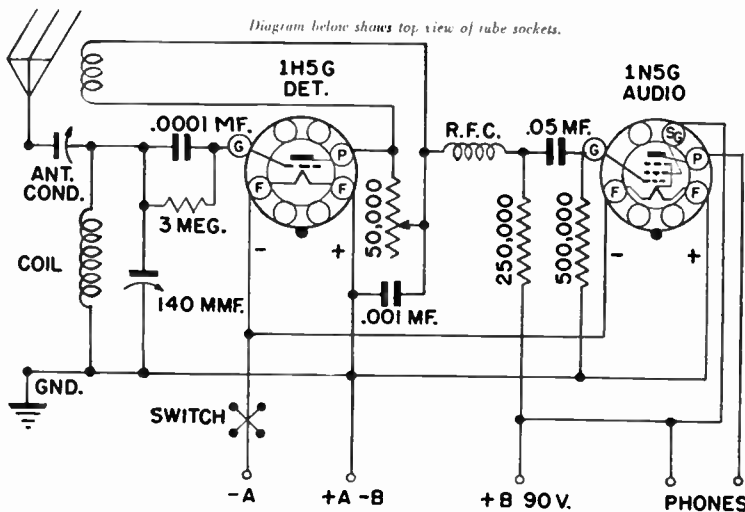 Diagram below shows top view of tube sockets.
1H5G
DET.
1N5G
AUDIO
.0001 MF.
G
P
F
F
R.F.C.
.05 MF.
G
SG
P
F
F
ANT.
COND.
3 MEG.
-
+
50,000
250,000
500,000
-
+
COIL
140 MMF.
.001 MF.
GND.
SWITCH
-A
+A -B
+B 90 V.
PHONES